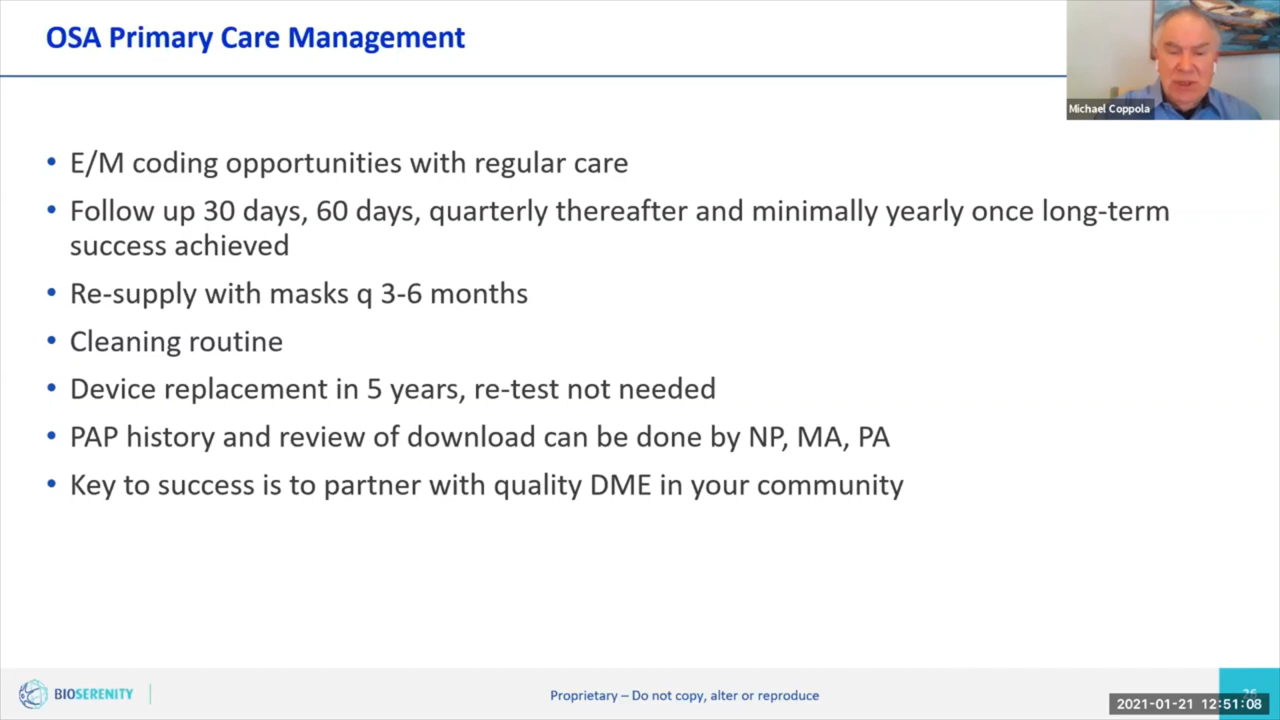 OSA Primary Care Management
Michael Coppola
• E/M coding opportunities with regular care
• Follow up 30 days, 60 days, quarterly thereafter and minimally yearly once long-term
success achieved
• Re-supply with masks q 3-6 months
• Cleaning routine
• Device replacement in 5 years, re-test not needed
• PAP history and review of download can be done by NP, MA, PA
• Key to success is to partner with quality DME in your community
BIOSERENITY
Proprietary – Do not copy, alter or reproduce
26
2021-01-21 12:51:08